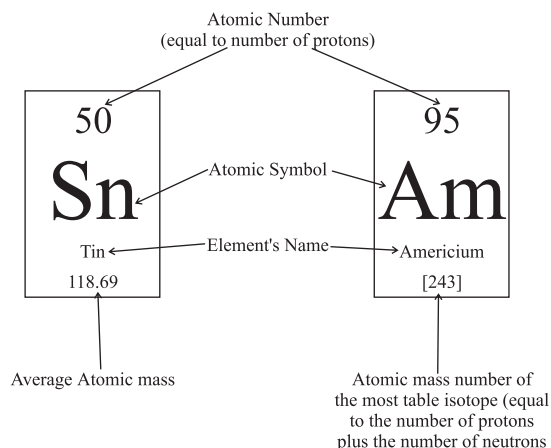 Atomic Number
(equal to number of protons)
50
95
Sn
Atomic Symbol
Am
Tin
Element's Name
Americium
118.69
[243]
Average Atomic mass
Atomic mass number of
the most table isotope (equal
to the number of protons
plus the number of neutrons